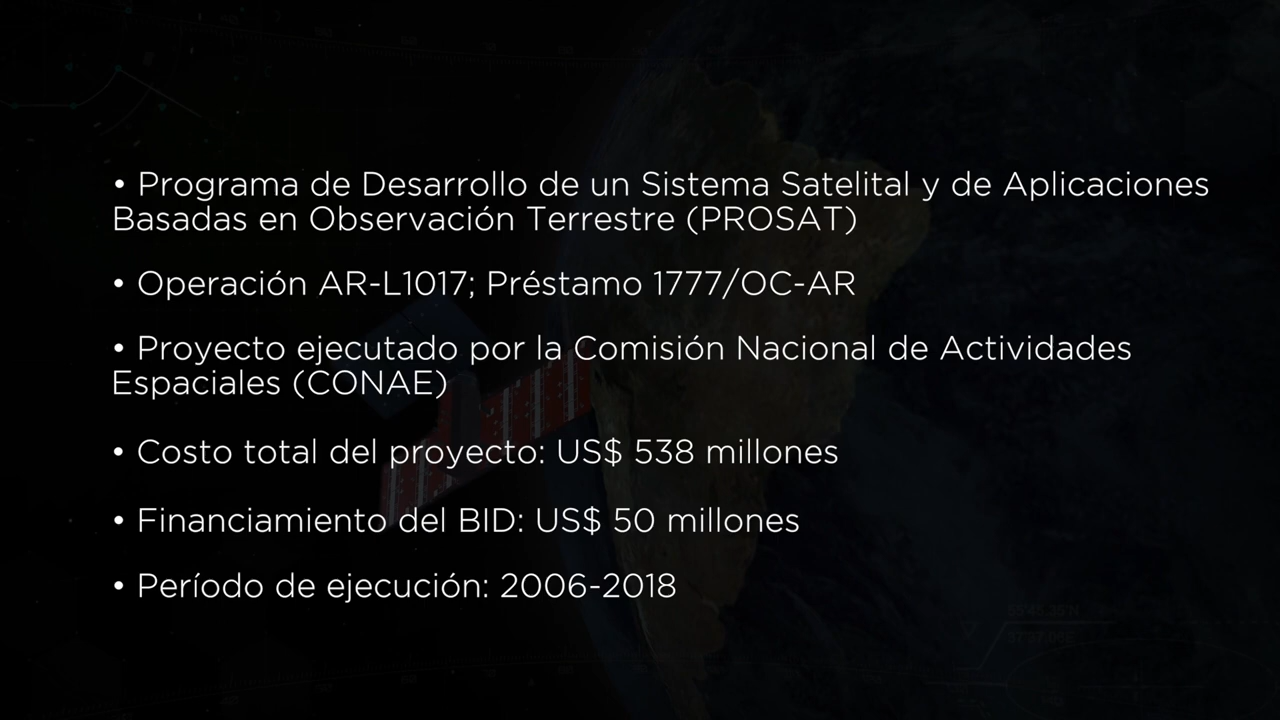 • Programa de Desarrollo de un Sistema Satelital y de Aplicaciones
Basadas en Observación Terrestre (PROSAT)
• Operación AR-L1017; Préstamo 1777/OC-AR
• Proyecto ejecutado por la Comisión Nacional de Actividades
Espaciales (CONAE)
• Costo total del proyecto: US$ 538 millones
• Financiamiento del BID: US$ 50 millones
• Período de ejecución: 2006-2018